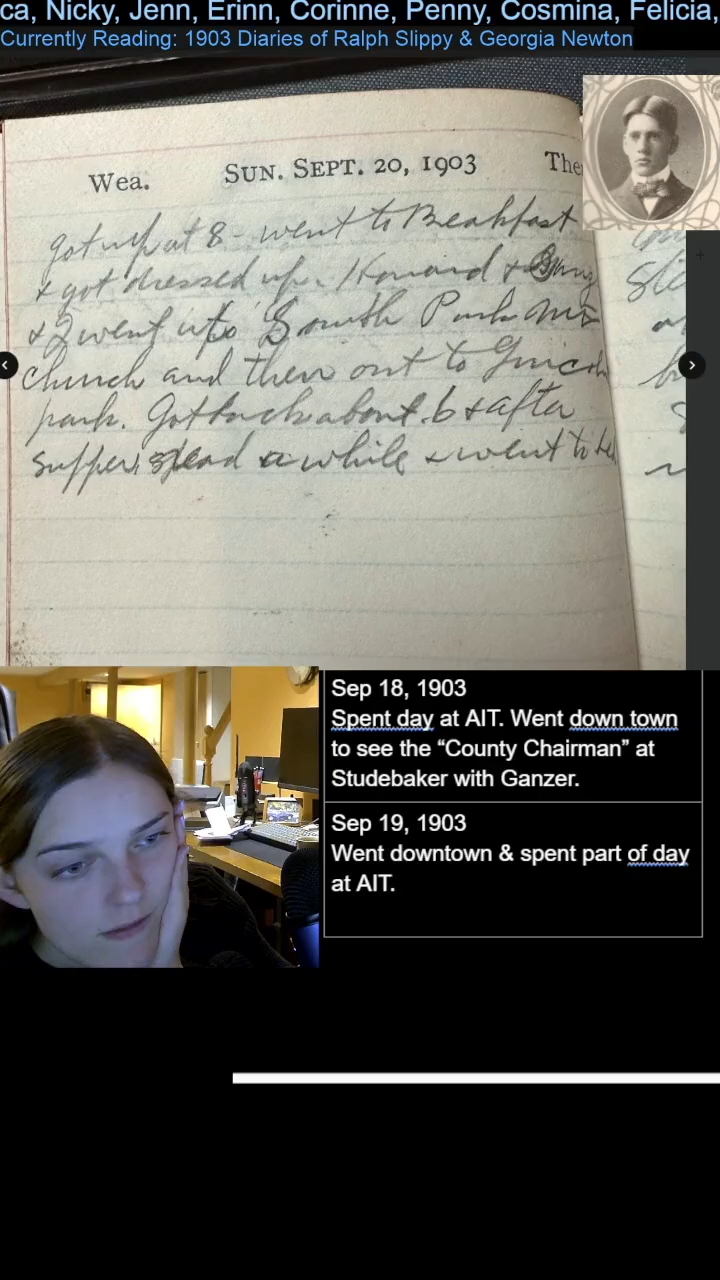 ca, Nicky, Jenn, Erinn, Corinne, Penny, Cosmina, Felicia,
Currently Reading: 1903 Diaries of Ralph Slippy & Georgia Newton
Wea. SUN. SEPT. 20, 1903 The
got up at 8 - went to Breakfast
& got dressed up. Howard &
& I went up to South Park M E
church and then out to Lincoln
park. Got back about 6 & after
supper, read a while & went to bed
Sep 18, 1903
Spent day at AIT. Went down town
to see the “County Chairman” at
Studebaker with Ganzer.
Sep 19, 1903
Went downtown & spent part of day
at AIT.